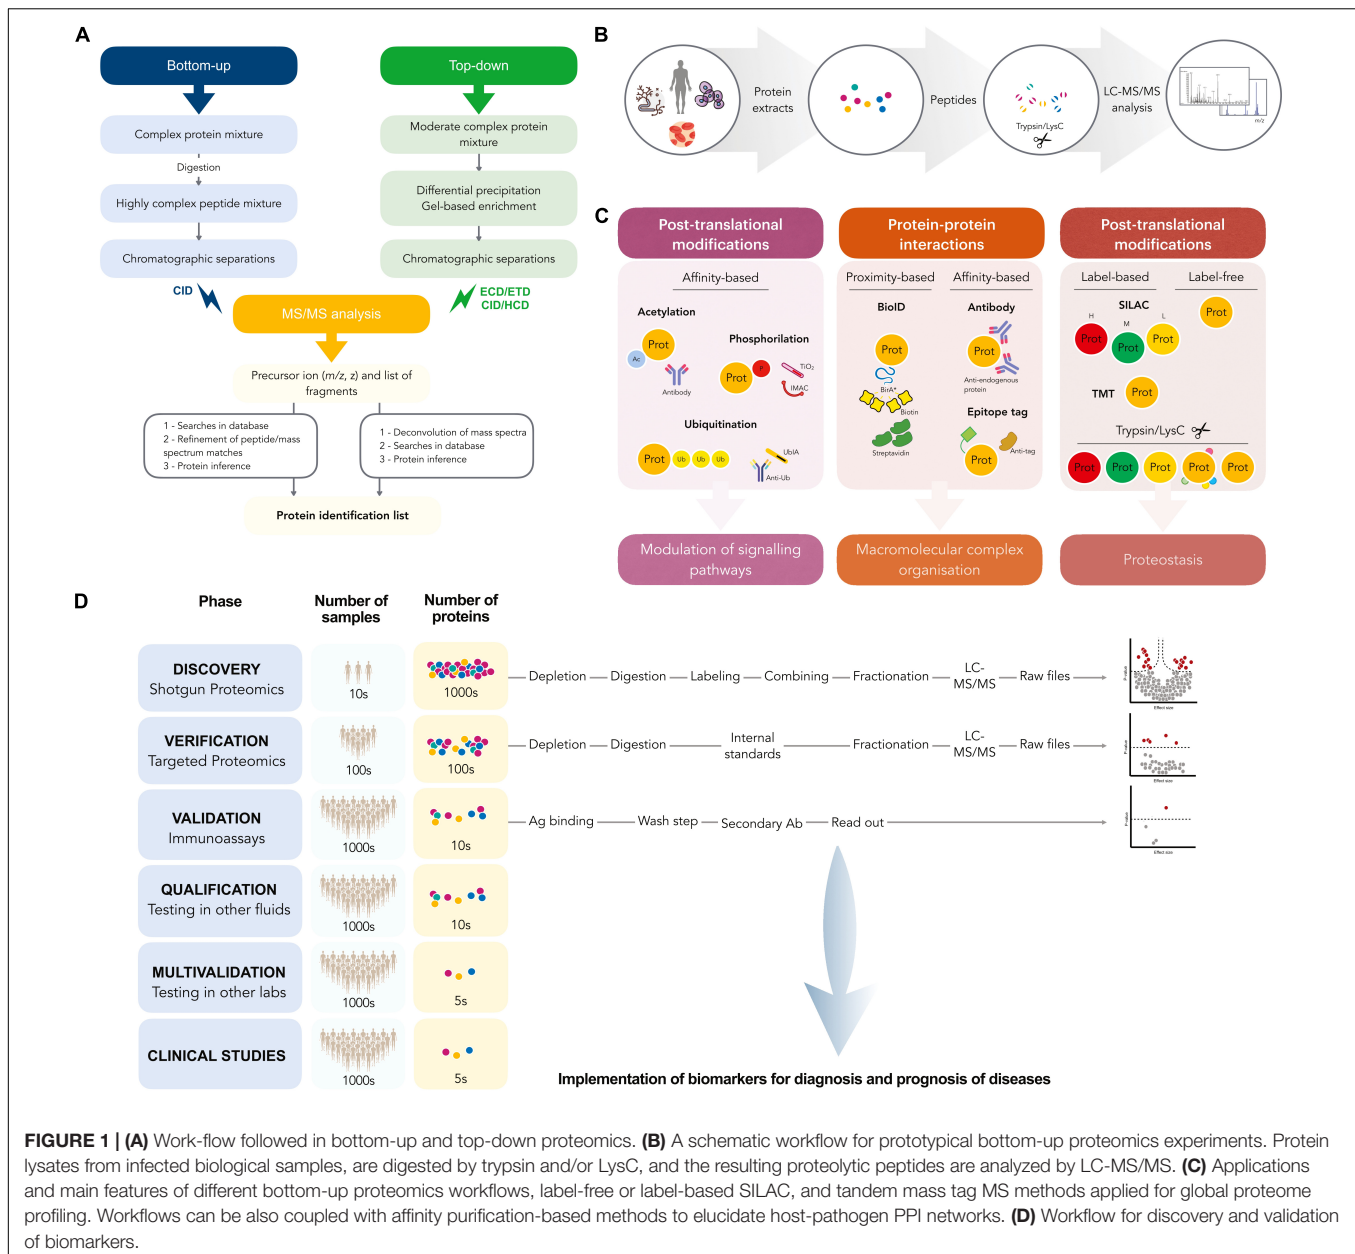 A
Bottom-up
Top-down
Complex protein mixture
Moderate complex protein
mixture
Digestion
Highly complex peptide mixture
Differential precipitation
Gel-based enrichment
Chromatographic separations
Chromatographic separations
CID
ECD/ETD
CID/HCD
MS/MS analysis
Precursor ion (m/z, z) and list of
fragments
1 - Searches in database
2 - Refinement of peptide/mass
spectrum matches
3 - Protein inference
1 - Deconvolution of mass spectra
2 - Searches in database
3 - Protein inference
Protein identification list
B
Protein
extracts
Peptides
Trypsin/LysC
LC-MS/MS
analysis
m/z
C
Post-translational
modifications
Protein-protein
interactions
Post-translational
modifications
Affinity-based
Proximity-based
Affinity-based
Label-based
Label-free
Acetylation
Prot
Ac
Antibody
Phosphorilation
Prot
P
TiO2
IMAC
Ubiquitination
Prot
Ub
Ub
Ub
UbIA
Anti-Ub
BioID
Prot
BirA*
Biotin
Streptavidin
Antibody
Prot
Anti-endogenous
protein
Epitope tag
Prot
Anti-tag
SILAC
H
M
L
Prot
Prot
Prot
Prot
TMT
Prot
Trypsin/LysC
Prot
Prot
Prot
Prot
Prot
Modulation of signalling
pathways
Macromolecular complex
organisation
Proteostasis
D
Phase
Number of
samples
Number of
proteins
DISCOVERY
Shotgun Proteomics
10s
1000s
Depletion
Digestion
Labeling
Combining
Fractionation
LC-
MS/MS
Raw files
P-value
Effect size
VERIFICATION
Targeted Proteomics
100s
100s
Depletion
Digestion
Internal
standards
Fractionation
LC-
MS/MS
Raw files
P-value
Effect size
VALIDATION
Immunoassays
1000s
10s
Ag binding
Wash step
Secondary Ab
Read out
P-value
Effect size
QUALIFICATION
Testing in other fluids
1000s
10s
MULTIVALIDATION
Testing in other labs
1000s
5s
CLINICAL STUDIES
1000s
5s
Implementation of biomarkers for diagnosis and prognosis of diseases
FIGURE 1 | (A) Work-flow followed in bottom-up and top-down proteomics. (B) A schematic workflow for prototypical bottom-up proteomics experiments. Protein
lysates from infected biological samples, are digested by trypsin and/or LysC, and the resulting proteolytic peptides are analyzed by LC-MS/MS. (C) Applications
and main features of different bottom-up proteomics workflows, label-free or label-based SILAC, and tandem mass tag MS methods applied for global proteome
profiling. Workflows can be also coupled with affinity purification-based methods to elucidate host-pathogen PPI networks. (D) Workflow for discovery and validation
of biomarkers.